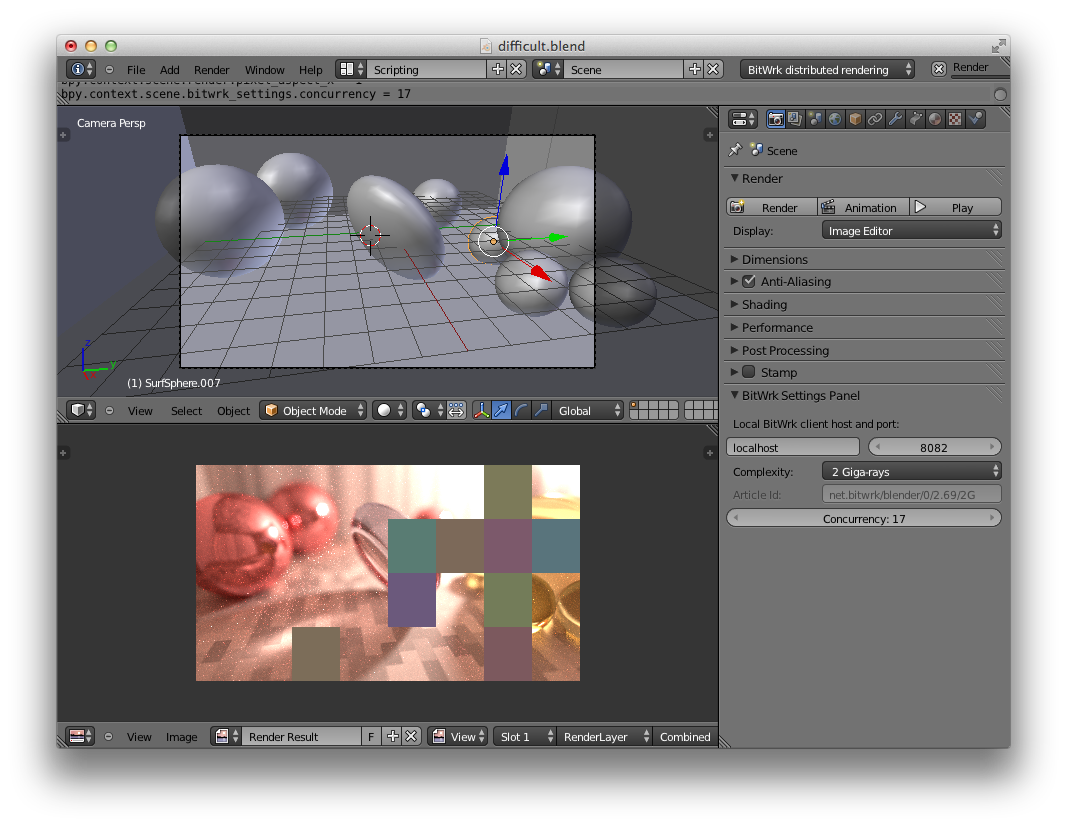 difficult.blend
File Add Render Window Help Scripting Scene BitWrk distributed rendering Render
bpy.context.scene.bitwrk_settings.concurrency = 17
Camera Persp
z
y
(1) SurfSphere.007
View Select Object Object Mode Global
Scene
Render
Render Animation Play
Display: Image Editor
Dimensions
Anti-Aliasing
Shading
Performance
Post Processing
Stamp
BitWrk Settings Panel
Local BitWrk client host and port:
localhost 8082
Complexity: 2 Giga-rays
Article Id: net.bitwrk/blender/0/2.69/2G
Concurrency: 17
View Image Render Result F View Slot 1 RenderLayer Combined